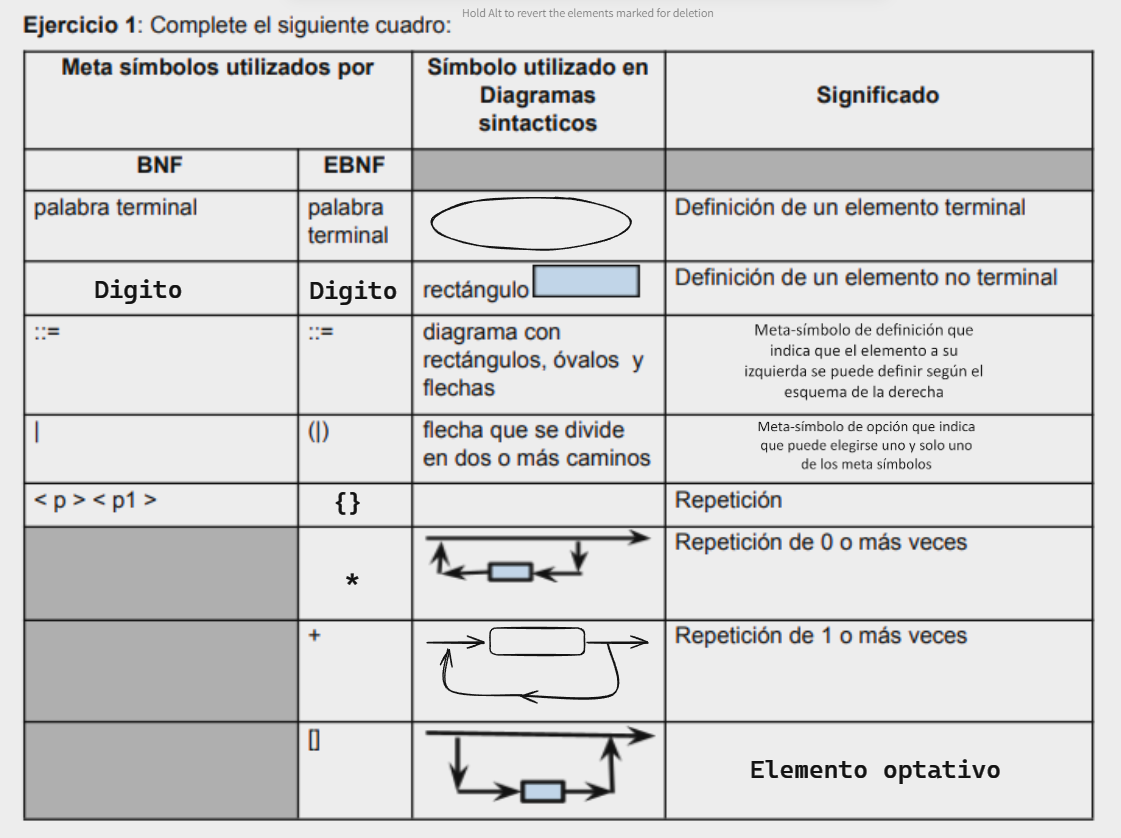 Hold Alt to revert the elements marked for deletion
Ejercicio 1: Complete el siguiente cuadro:
Meta símbolos utilizados por
Símbolo utilizado en
Diagramas
sintacticos
Significado
BNF
EBNF
palabra terminal
palabra
terminal
Definición de un elemento terminal
Digito
Digito
rectángulo
Definición de un elemento no terminal
::=
::=
diagrama con
rectángulos, óvalos y
flechas
Meta-símbolo de definición que
indica que el elemento a su
izquierda se puede definir según el
esquema de la derecha
|
(|)
flecha que se divide
en dos o más caminos
Meta-símbolo de opción que indica
que puede elegirse uno y solo uno
de los meta símbolos
< p > < p1 >
{}
Repetición
*
Repetición de 0 o más veces
+
Repetición de 1 o más veces
[]
Elemento optativo